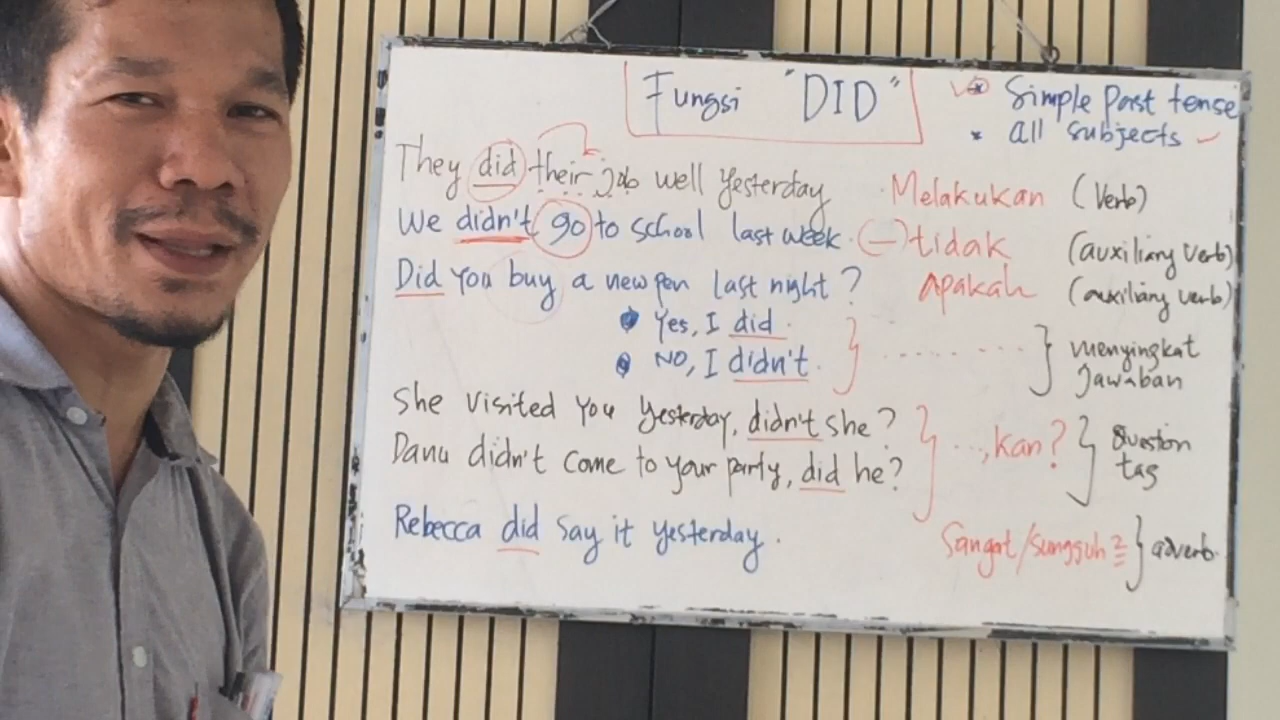 Fungsi "DID"
* Simple Past tense
* all subjects
They did their job well yesterday Melakukan (Verb)
We didn't go to school last week. (−) tidak (auxiliary verb)
Did you buy a new pen last night? Apakah (auxiliary verb)
Yes, I did.
No, I didn't. } ........ } menyingkat
Jawaban
She visited you yesterday, didn't she?
Danu didn't come to your party, did he? } ..., kan? } Question
tag
Rebecca did say it yesterday. Sangat/sungguh 2 } adverb.